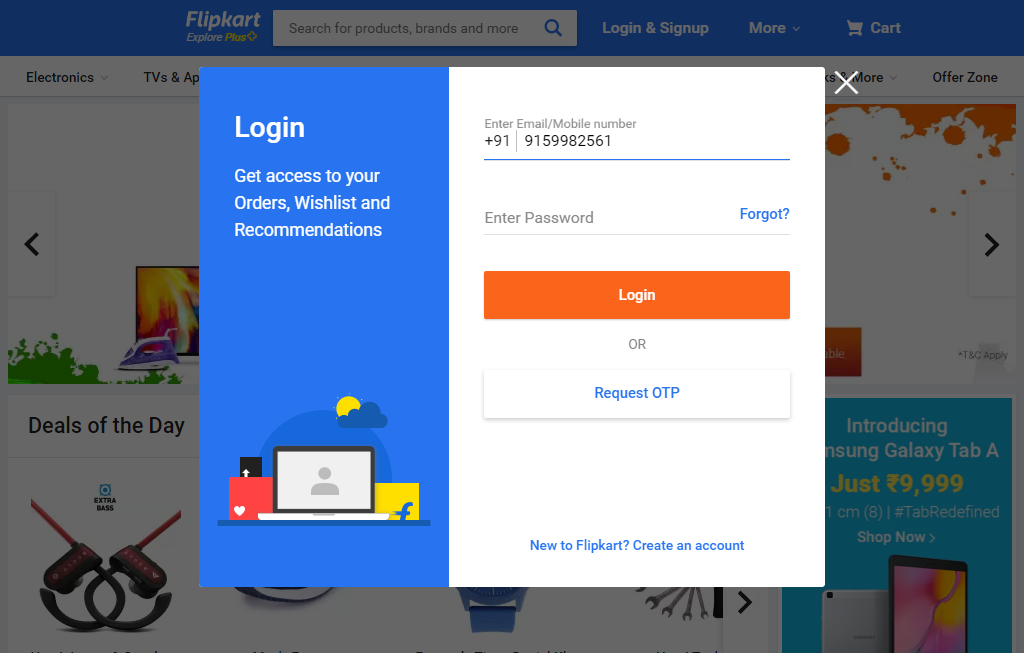 Flipkart
Explore Plus
Search for products, brands and more
Login & Signup
More
Cart
Electronics
TVs &
& More
Offer Zone
Login
Get access to your
Orders, Wishlist and
Recommendations
Enter Email/Mobile number
+91 9159982561
Enter Password
Forgot?
Login
OR
Request OTP
New to Flipkart? Create an account
*T&C Apply
Deals of the Day
EXTRA
BASS
Introducing
Galaxy Tab A
Just ₹9,999
cm (8) | #TabRedefined
Shop Now
SAMSUNG